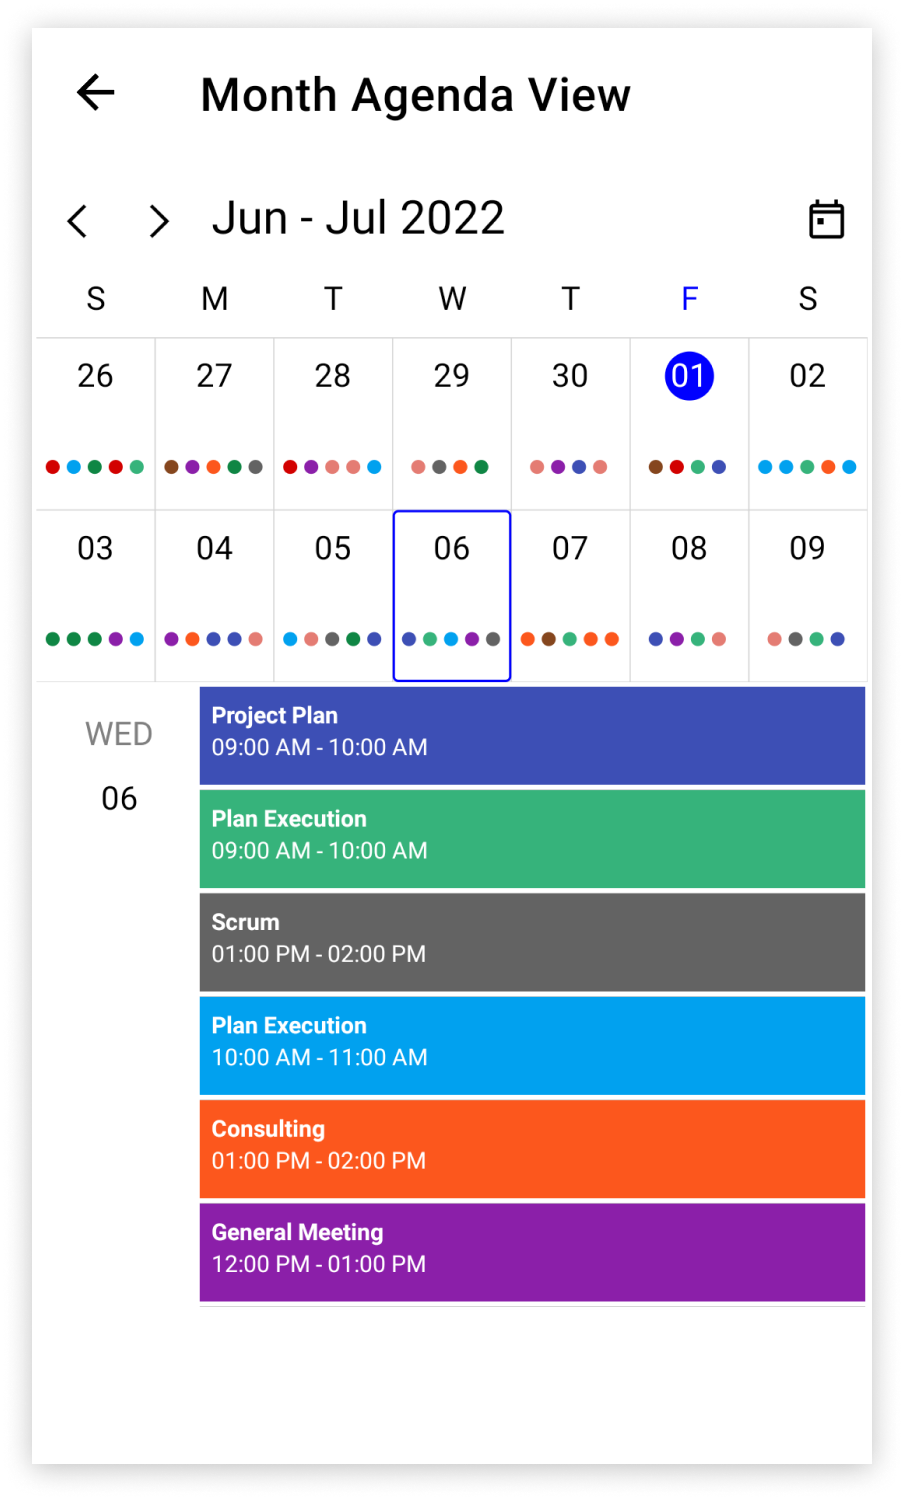 Month Agenda View
Jun - Jul 2022
S M T W T F S
26 27 28 29 30 01 02
03 04 05 06 07 08 09
WED
06
Project Plan
09:00 AM - 10:00 AM
Plan Execution
09:00 AM - 10:00 AM
Scrum
01:00 PM - 02:00 PM
Plan Execution
10:00 AM - 11:00 AM
Consulting
01:00 PM - 02:00 PM
General Meeting
12:00 PM - 01:00 PM